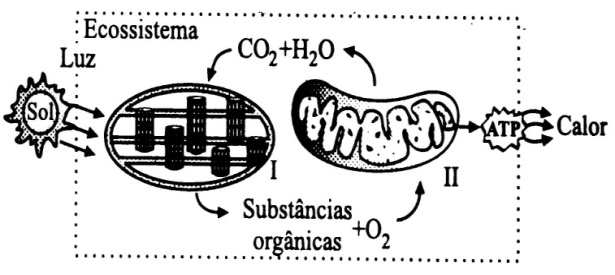 Ecossistema
Luz
CO₂+H₂O
Sol
ATP
Calor
I
II
Substâncias
orgânicas +O₂